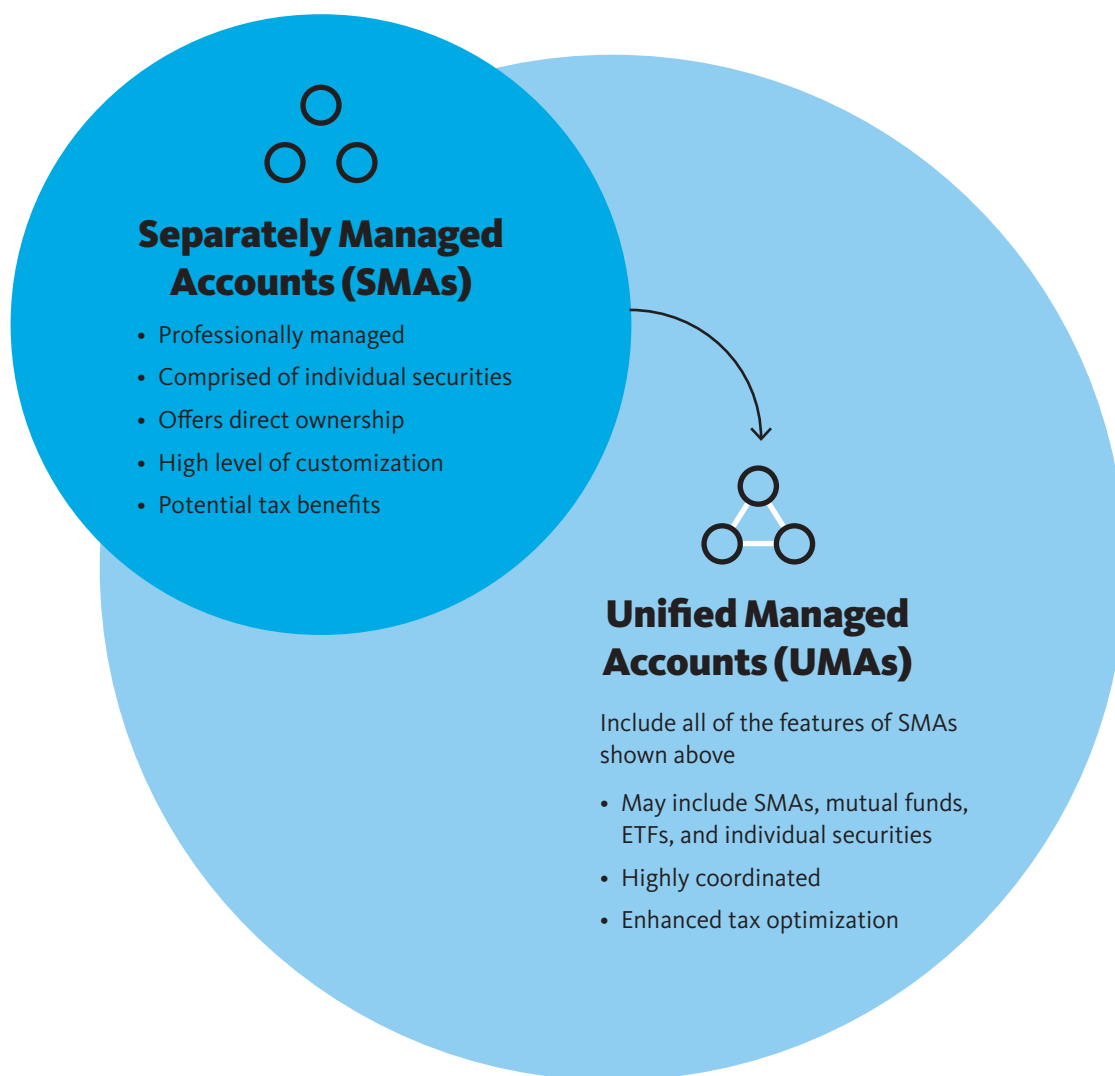 Separately Managed
Accounts (SMAs)
• Professionally managed
• Comprised of individual securities
• Offers direct ownership
• High level of customization
• Potential tax benefits
Unified Managed
Accounts (UMAs)
Include all of the features of SMAs
shown above
• May include SMAs, mutual funds,
ETFs, and individual securities
• Highly coordinated
• Enhanced tax optimization